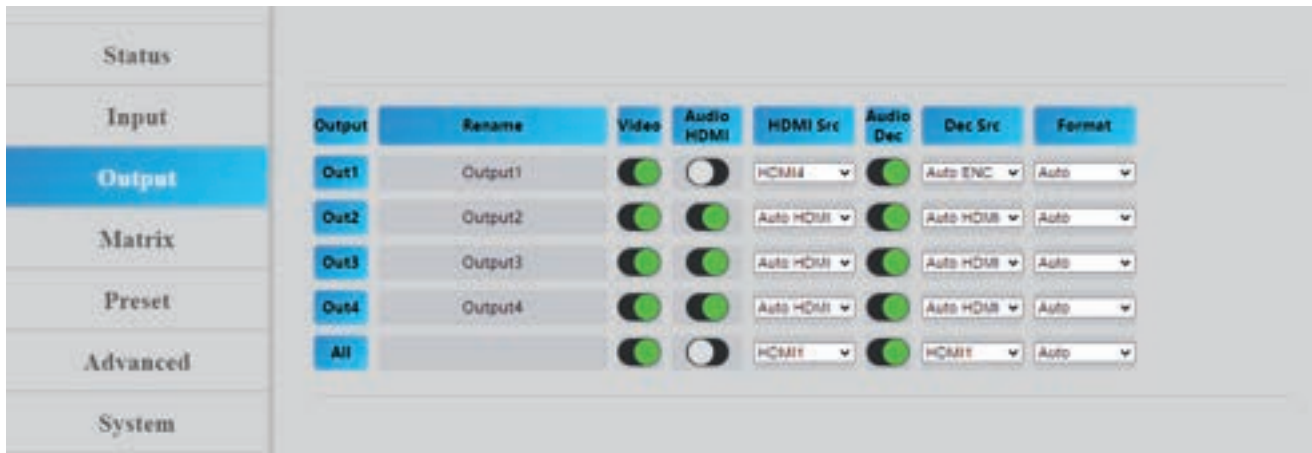 Status
Input
Output
Matrix
Preset
Advanced
System
Output Rename Video Audio HDMI HDMI Src Audio Dec Dec Src Format
Out1 Output1 HDMI4 Auto ENC Auto
Out2 Output2 Auto HDMI Auto HDMI Auto
Out3 Output3 Auto HDMI Auto HDMI Auto
Out4 Output4 Auto HDMI Auto HDMI Auto
All HDMI1 HDMI1 Auto